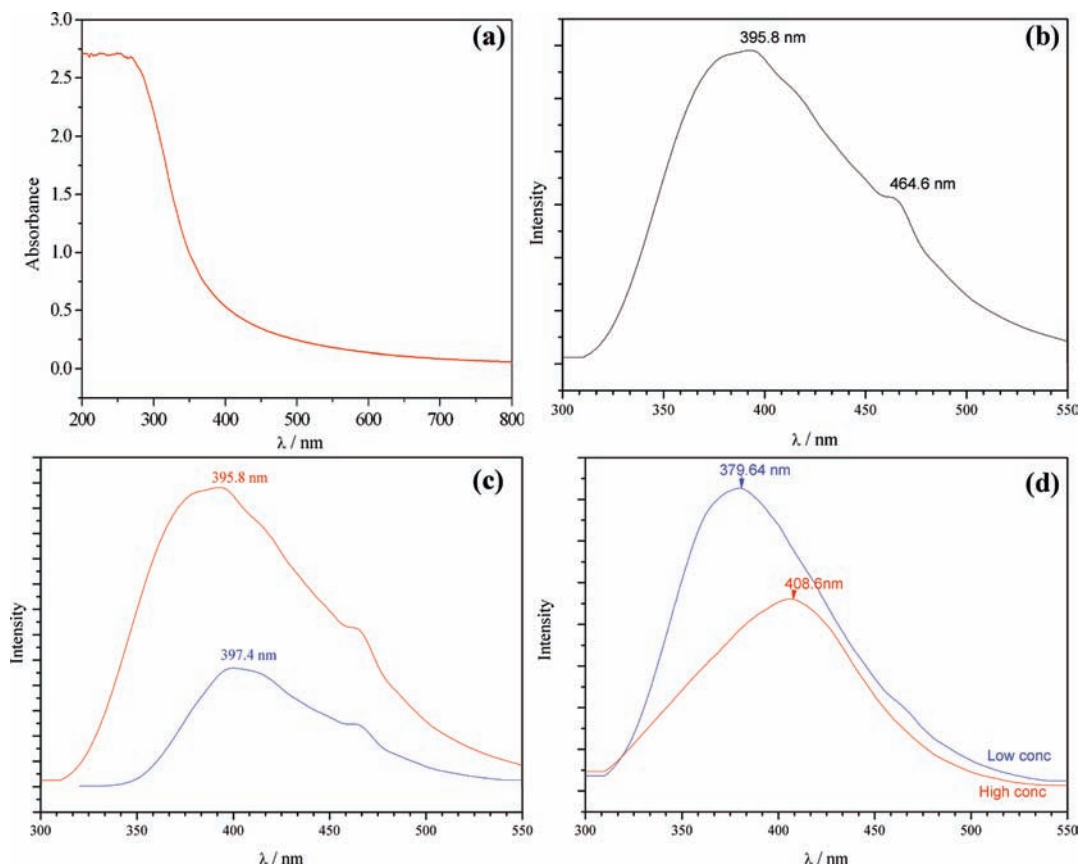 (a)
3.0
2.5
2.0
1.5
1.0
0.5
0.0
Absorbance
200 300 400 500 600 700 800
λ / nm
(b)
395.8 nm
464.6 nm
Intensity
300 350 400 450 500 550
λ / nm
(c)
395.8 nm
397.4 nm
Intensity
300 350 400 450 500 550
λ / nm
(d)
379.64 nm
408.6nm
Low conc
High conc
Intensity
300 350 400 450 500 550
λ / nm